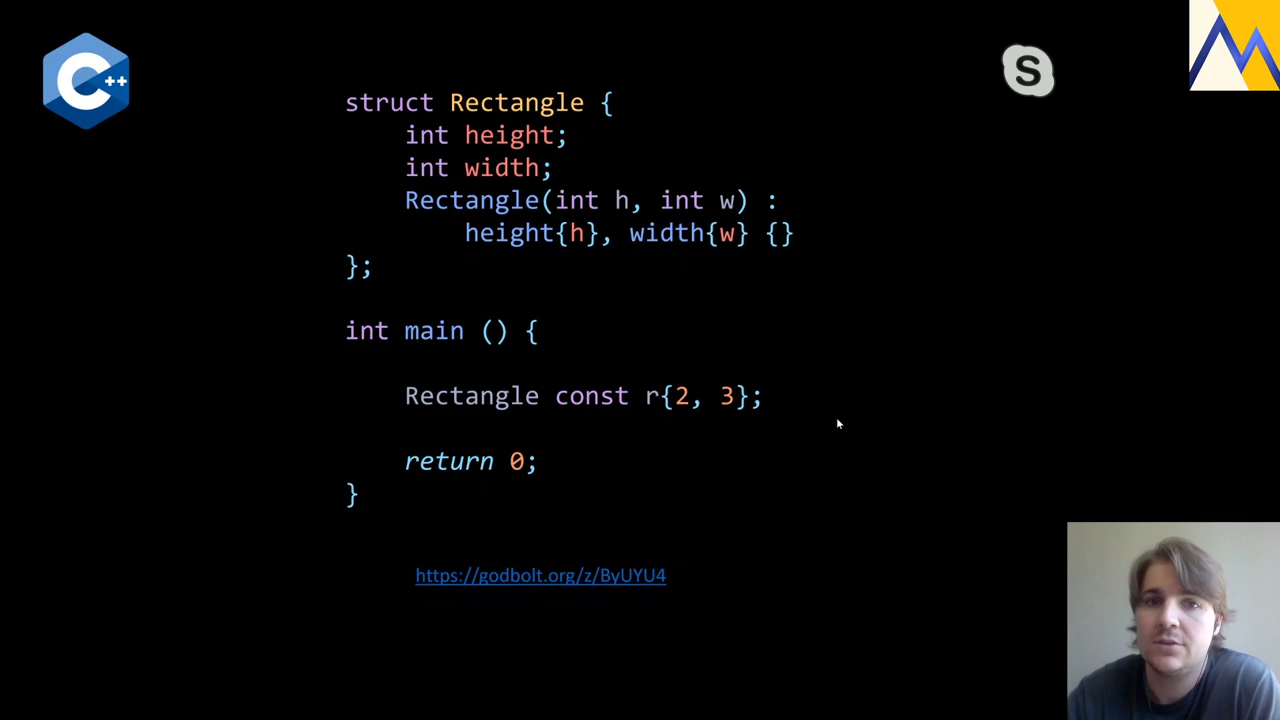 C++
S
struct Rectangle {
int height;
int width;
Rectangle(int h, int w) :
height{h}, width{w} {}
};
int main () {
Rectangle const r{2, 3};
return 0;
}
https://godbolt.org/z/ByUYU4